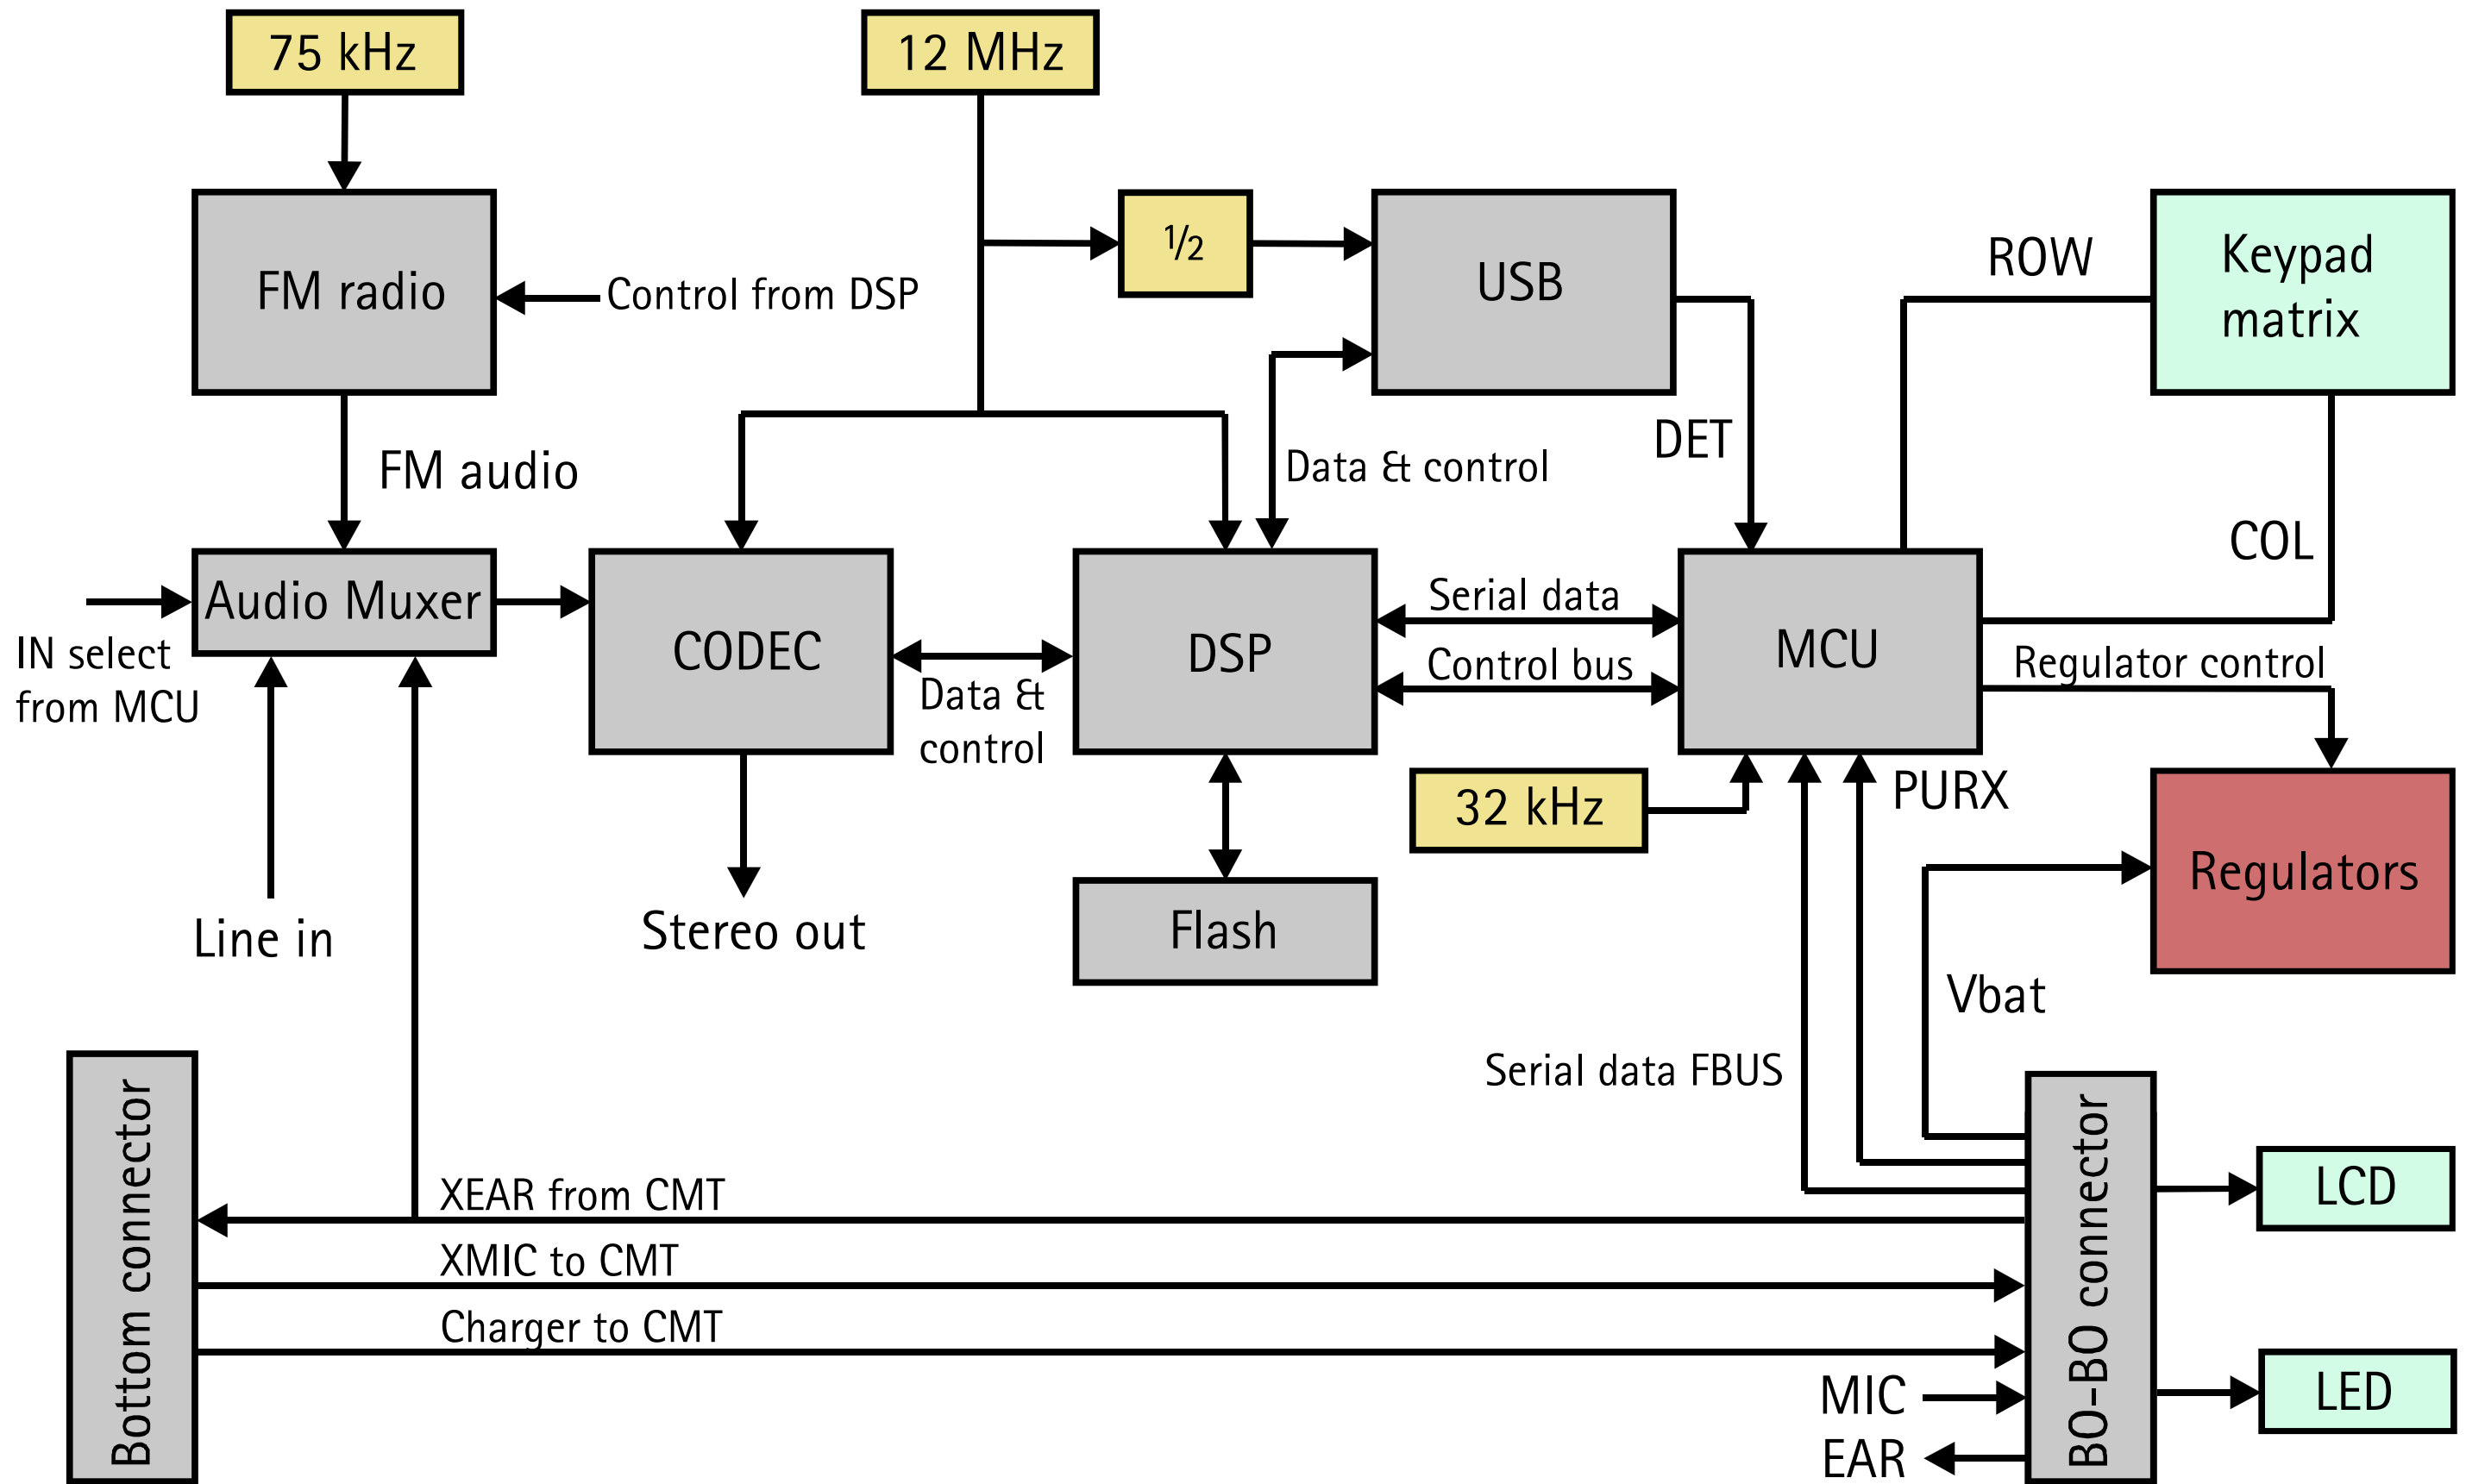 75 kHz
12 MHz
FM radio
Control from DSP
½
USB
ROW
Keypad
matrix
FM audio
Data & control
DET
COL
Audio Muxer
IN select
from MCU
CODEC
Data &
control
DSP
Serial data
Control bus
MCU
Regulator control
32 kHz
PURX
Regulators
Line in
Stereo out
Flash
Vbat
Serial data FBUS
Bottom connector
XEAR from CMT
XMIC to CMT
Charger to CMT
MIC
EAR
BO-BO connector
LCD
LED